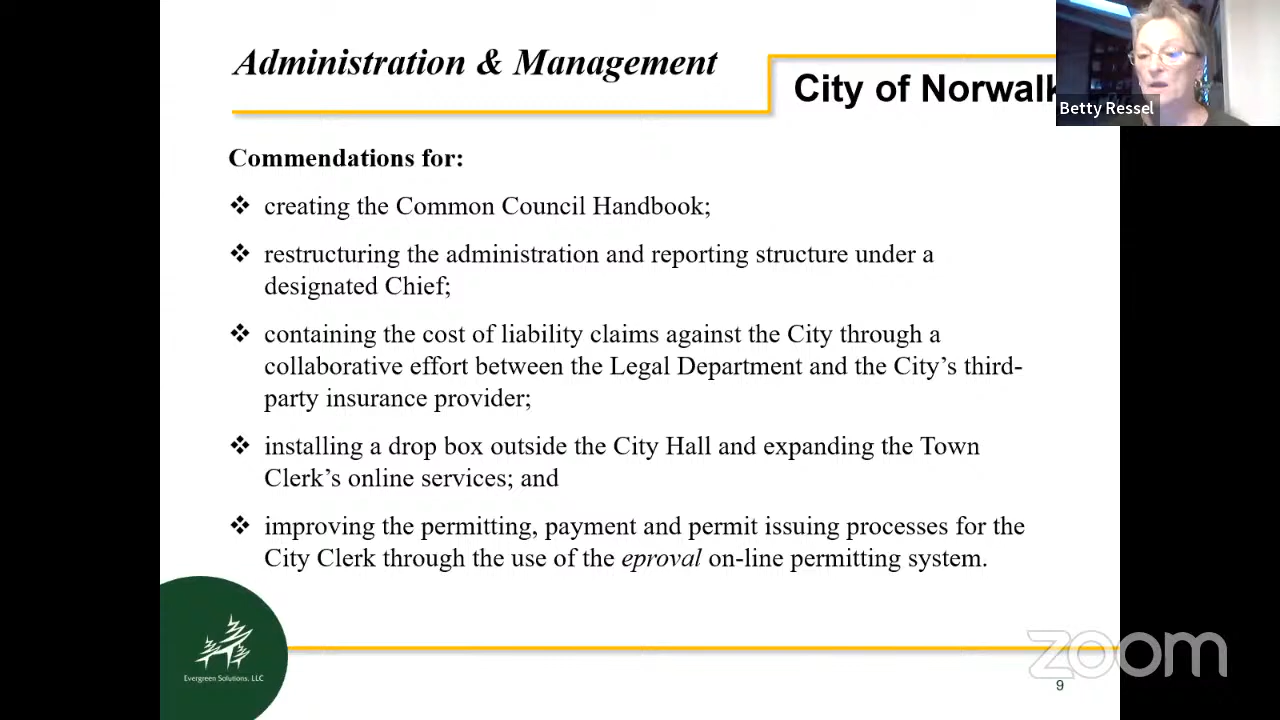 Administration & Management
City of Norwalk
Betty Ressel
Commendations for:
creating the Common Council Handbook;
restructuring the administration and reporting structure under a
designated Chief;
containing the cost of liability claims against the City through a
collaborative effort between the Legal Department and the City’s third-
party insurance provider;
installing a drop box outside the City Hall and expanding the Town
Clerk’s online services; and
improving the permitting, payment and permit issuing processes for the
City Clerk through the use of the eproval on-line permitting system.
Evergreen Solutions, LLC
zoom
9